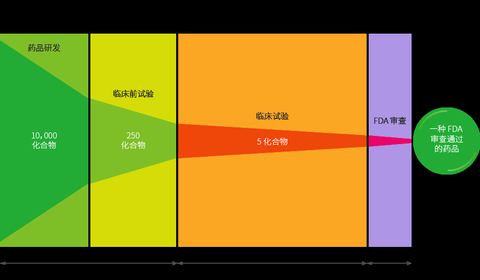 药品研发
临床前试验
临床试验
FDA 审查
10,000
化合物
250
化合物
5 化合物
一种 FDA
审查通过
的药品